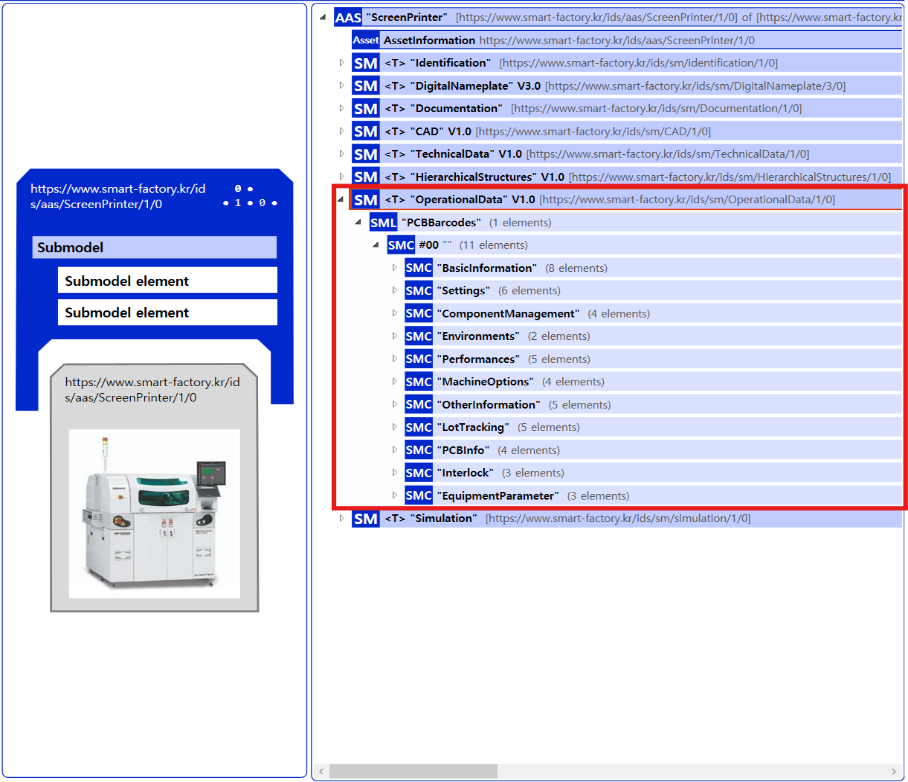 https://www.smart-factory.kr/id
s/aas/ScreenPrinter/1/0
0 •
• 1 • 0 •
Submodel
Submodel element
Submodel element
https://www.smart-factory.kr/id
s/aas/ScreenPrinter/1/0
AAS "ScreenPrinter" [https://www.smart-factory.kr/ids/aas/ScreenPrinter/1/0] of [https://www.smart-factory.kr
Asset AssetInformation https://www.smart-factory.kr/ids/aas/ScreenPrinter/1/0
SM <T> "Identification" [https://www.smart-factory.kr/ids/sm/identification/1/0]
SM <T> "DigitalNameplate" V3.0 [https://www.smart-factory.kr/ids/sm/DigitalNameplate/3/0]
SM <T> "Documentation" [https://www.smart-factory.kr/ids/sm/Documentation/1/0]
SM <T> "CAD" V1.0 [https://www.smart-factory.kr/ids/sm/CAD/1/0]
SM <T> "TechnicalData" V1.0 [https://www.smart-factory.kr/ids/sm/TechnicalData/1/0]
SM <T> "HierarchicalStructures" V1.0 [https://www.smart-factory.kr/ids/sm/HierarchicalStructures/1/0]
SM <T> "OperationalData" V1.0 [https://www.smart-factory.kr/ids/sm/OperationalData/1/0]
SML "PCBBarcodes" (1 elements)
SMC #00 "" (11 elements)
SMC "BasicInformation" (8 elements)
SMC "Settings" (6 elements)
SMC "ComponentManagement" (4 elements)
SMC "Environments" (2 elements)
SMC "Performances" (5 elements)
SMC "MachineOptions" (4 elements)
SMC "OtherInformation" (5 elements)
SMC "LotTracking" (5 elements)
SMC "PCBInfo" (4 elements)
SMC "Interlock" (3 elements)
SMC "EquipmentParameter" (3 elements)
SM <T> "Simulation" [https://www.smart-factory.kr/ids/sm/simulation/1/0]